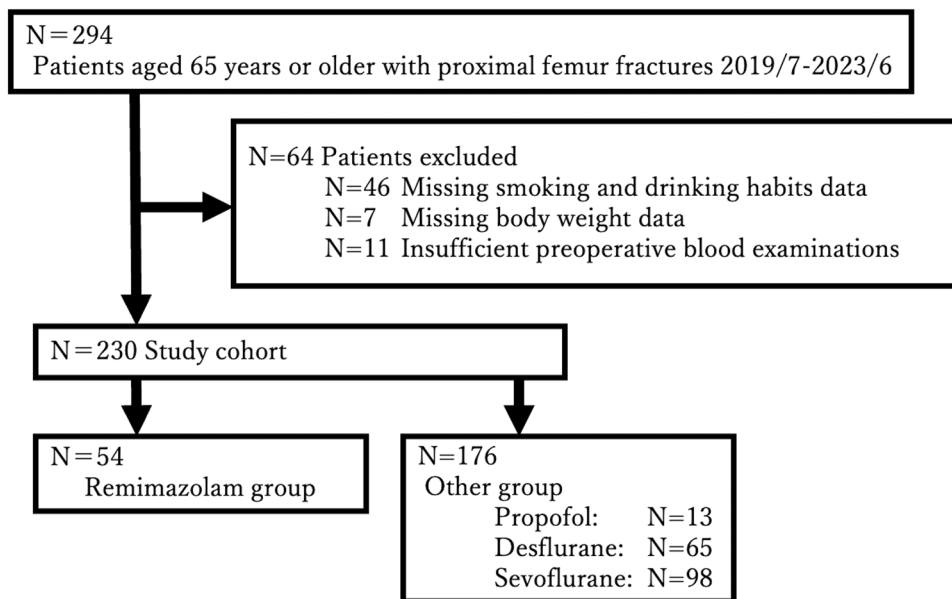 N=294
Patients aged 65 years or older with proximal femur fractures 2019/7-2023/6
N=64 Patients excluded
N=46 Missing smoking and drinking habits data
N=7 Missing body weight data
N=11 Insufficient preoperative blood examinations
N=230 Study cohort
N=54
Remimazolam group
N=176
Other group
Propofol: N=13
Desflurane: N=65
Sevoflurane: N=98